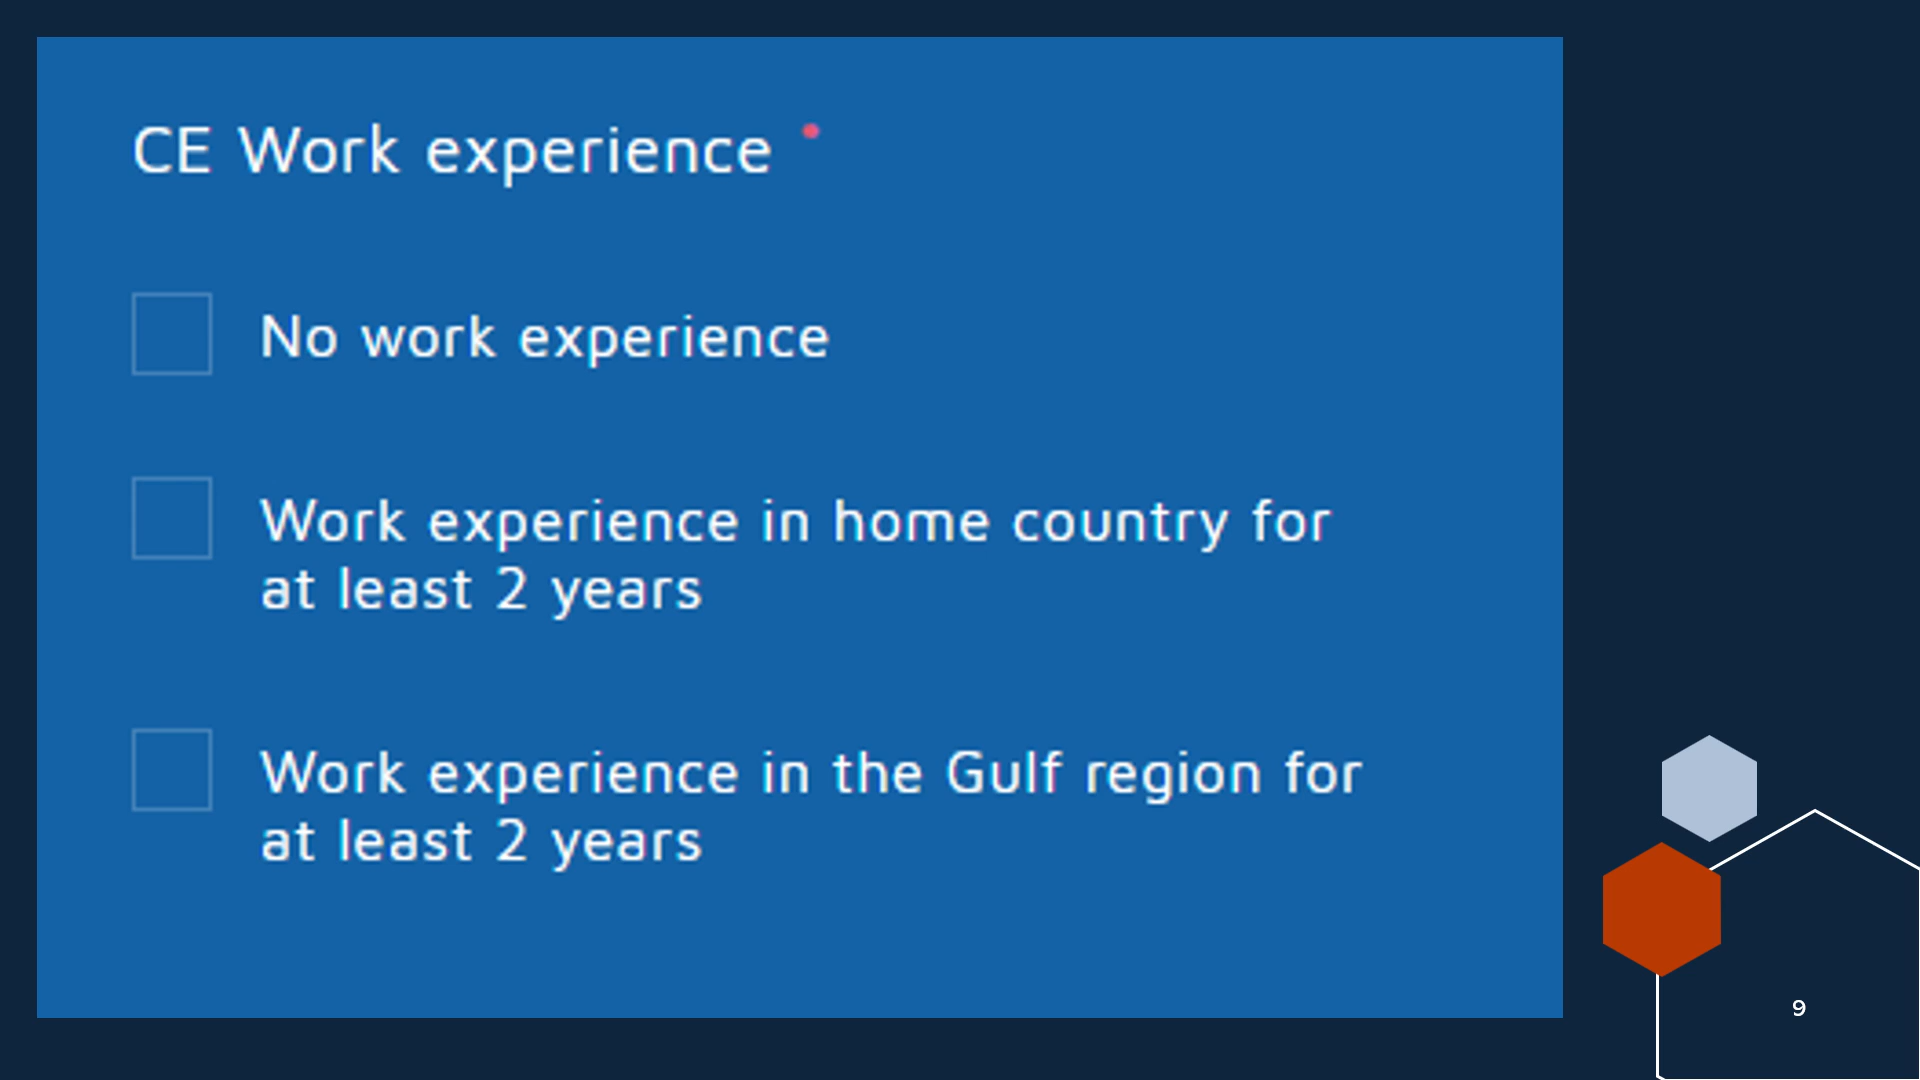 CE Work experience
No work experience
Work experience in home country for
at least 2 years
Work experience in the Gulf region for
at least 2 years
9